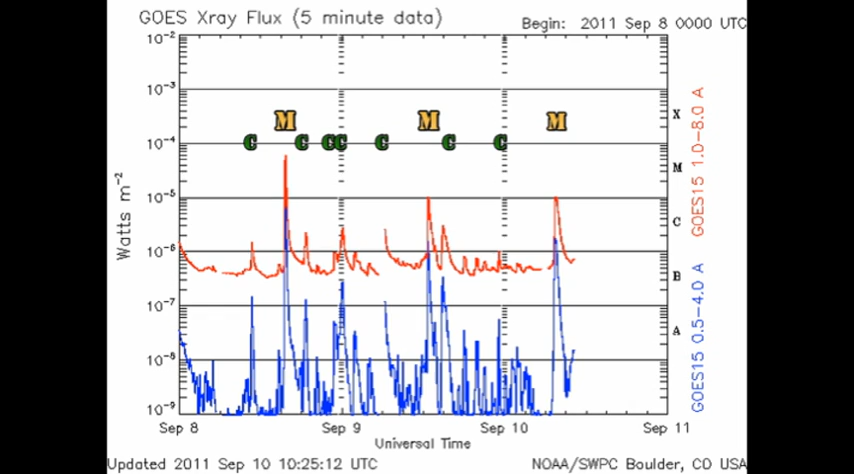 GOES Xray Flux (5 minute data)
Begin: 2011 Sep 8 0000 UTC
10⁻²
10⁻³
10⁻⁴
10⁻⁵
10⁻⁶
10⁻⁷
10⁻⁸
10⁻⁹
Watts m⁻²
M M M
C C C C C C C
X
M
C
B
A
GOES15 1.0-8.0 A
GOES15 0.5-4.0 A
Sep 8 Sep 9 Sep 10 Sep 11
Universal Time
Updated 2011 Sep 10 10:25:12 UTC
NOAA/SWPC Boulder, CO USA